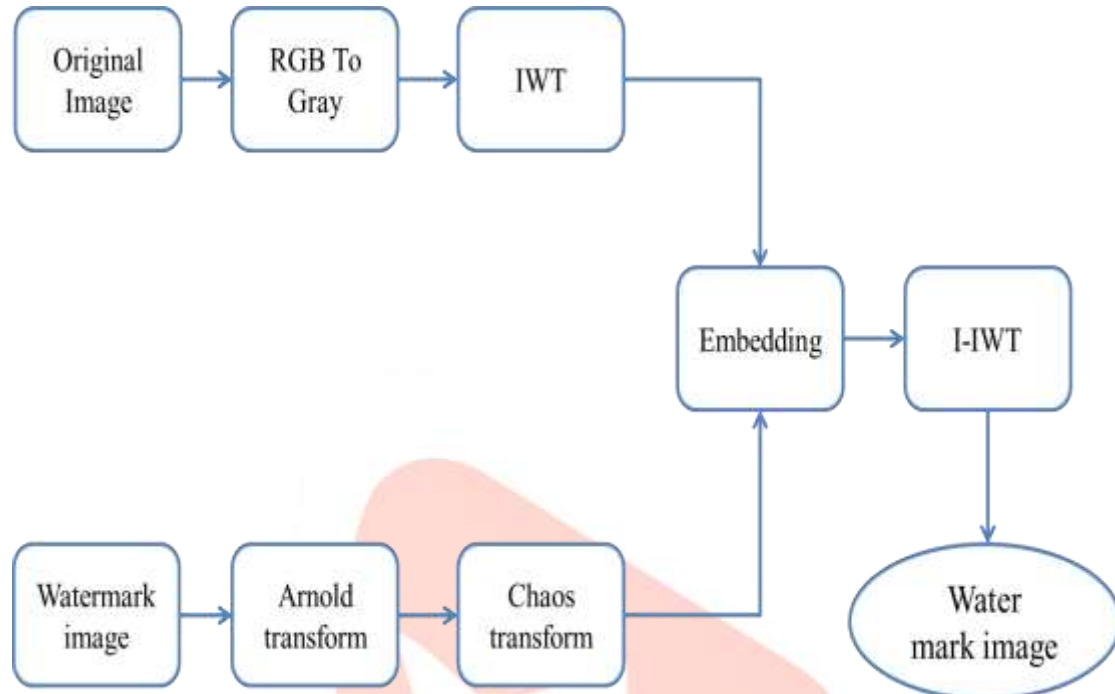 Original
Image
RGB To
Gray
IWT
Embedding
I-IWT
Watermark
image
Arnold
transform
Chaos
transform
Water
mark image